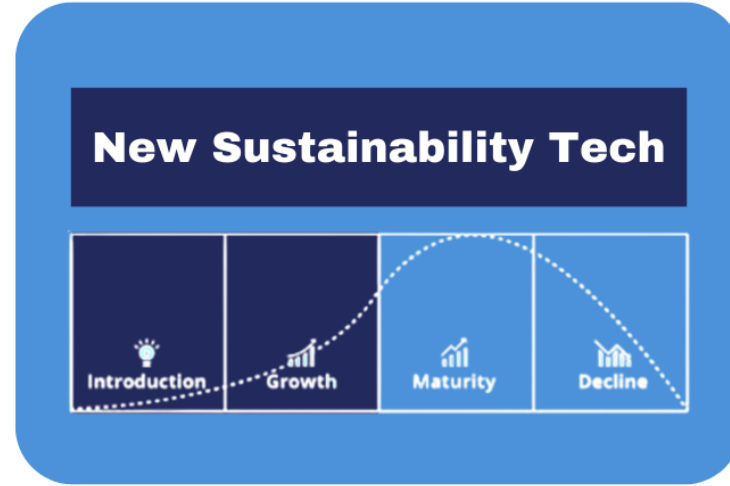 New Sustainability Tech
Introduction
Growth
Maturity
Decline